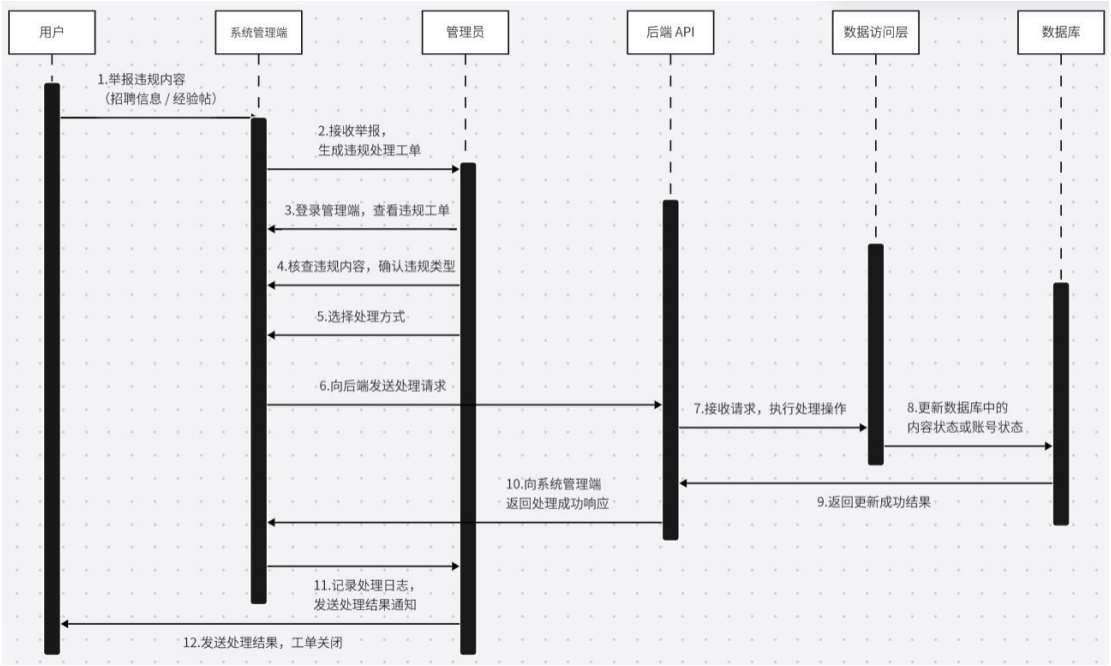 用户
系统管理端
管理员
后端 API
数据访问层
数据库
1.举报违规内容
（招聘信息 / 经验帖）
2.接收举报，
生成违规处理工单
3.登录管理端，查看违规工单
4.核查违规内容，确认违规类型
5.选择处理方式
6.向后端发送处理请求
7.接收请求，执行处理操作
8.更新数据库中的
内容状态或账号状态
9.返回更新成功结果
10.向系统管理端
返回处理成功响应
11.记录处理日志，
发送处理结果通知
12.发送处理结果，工单关闭